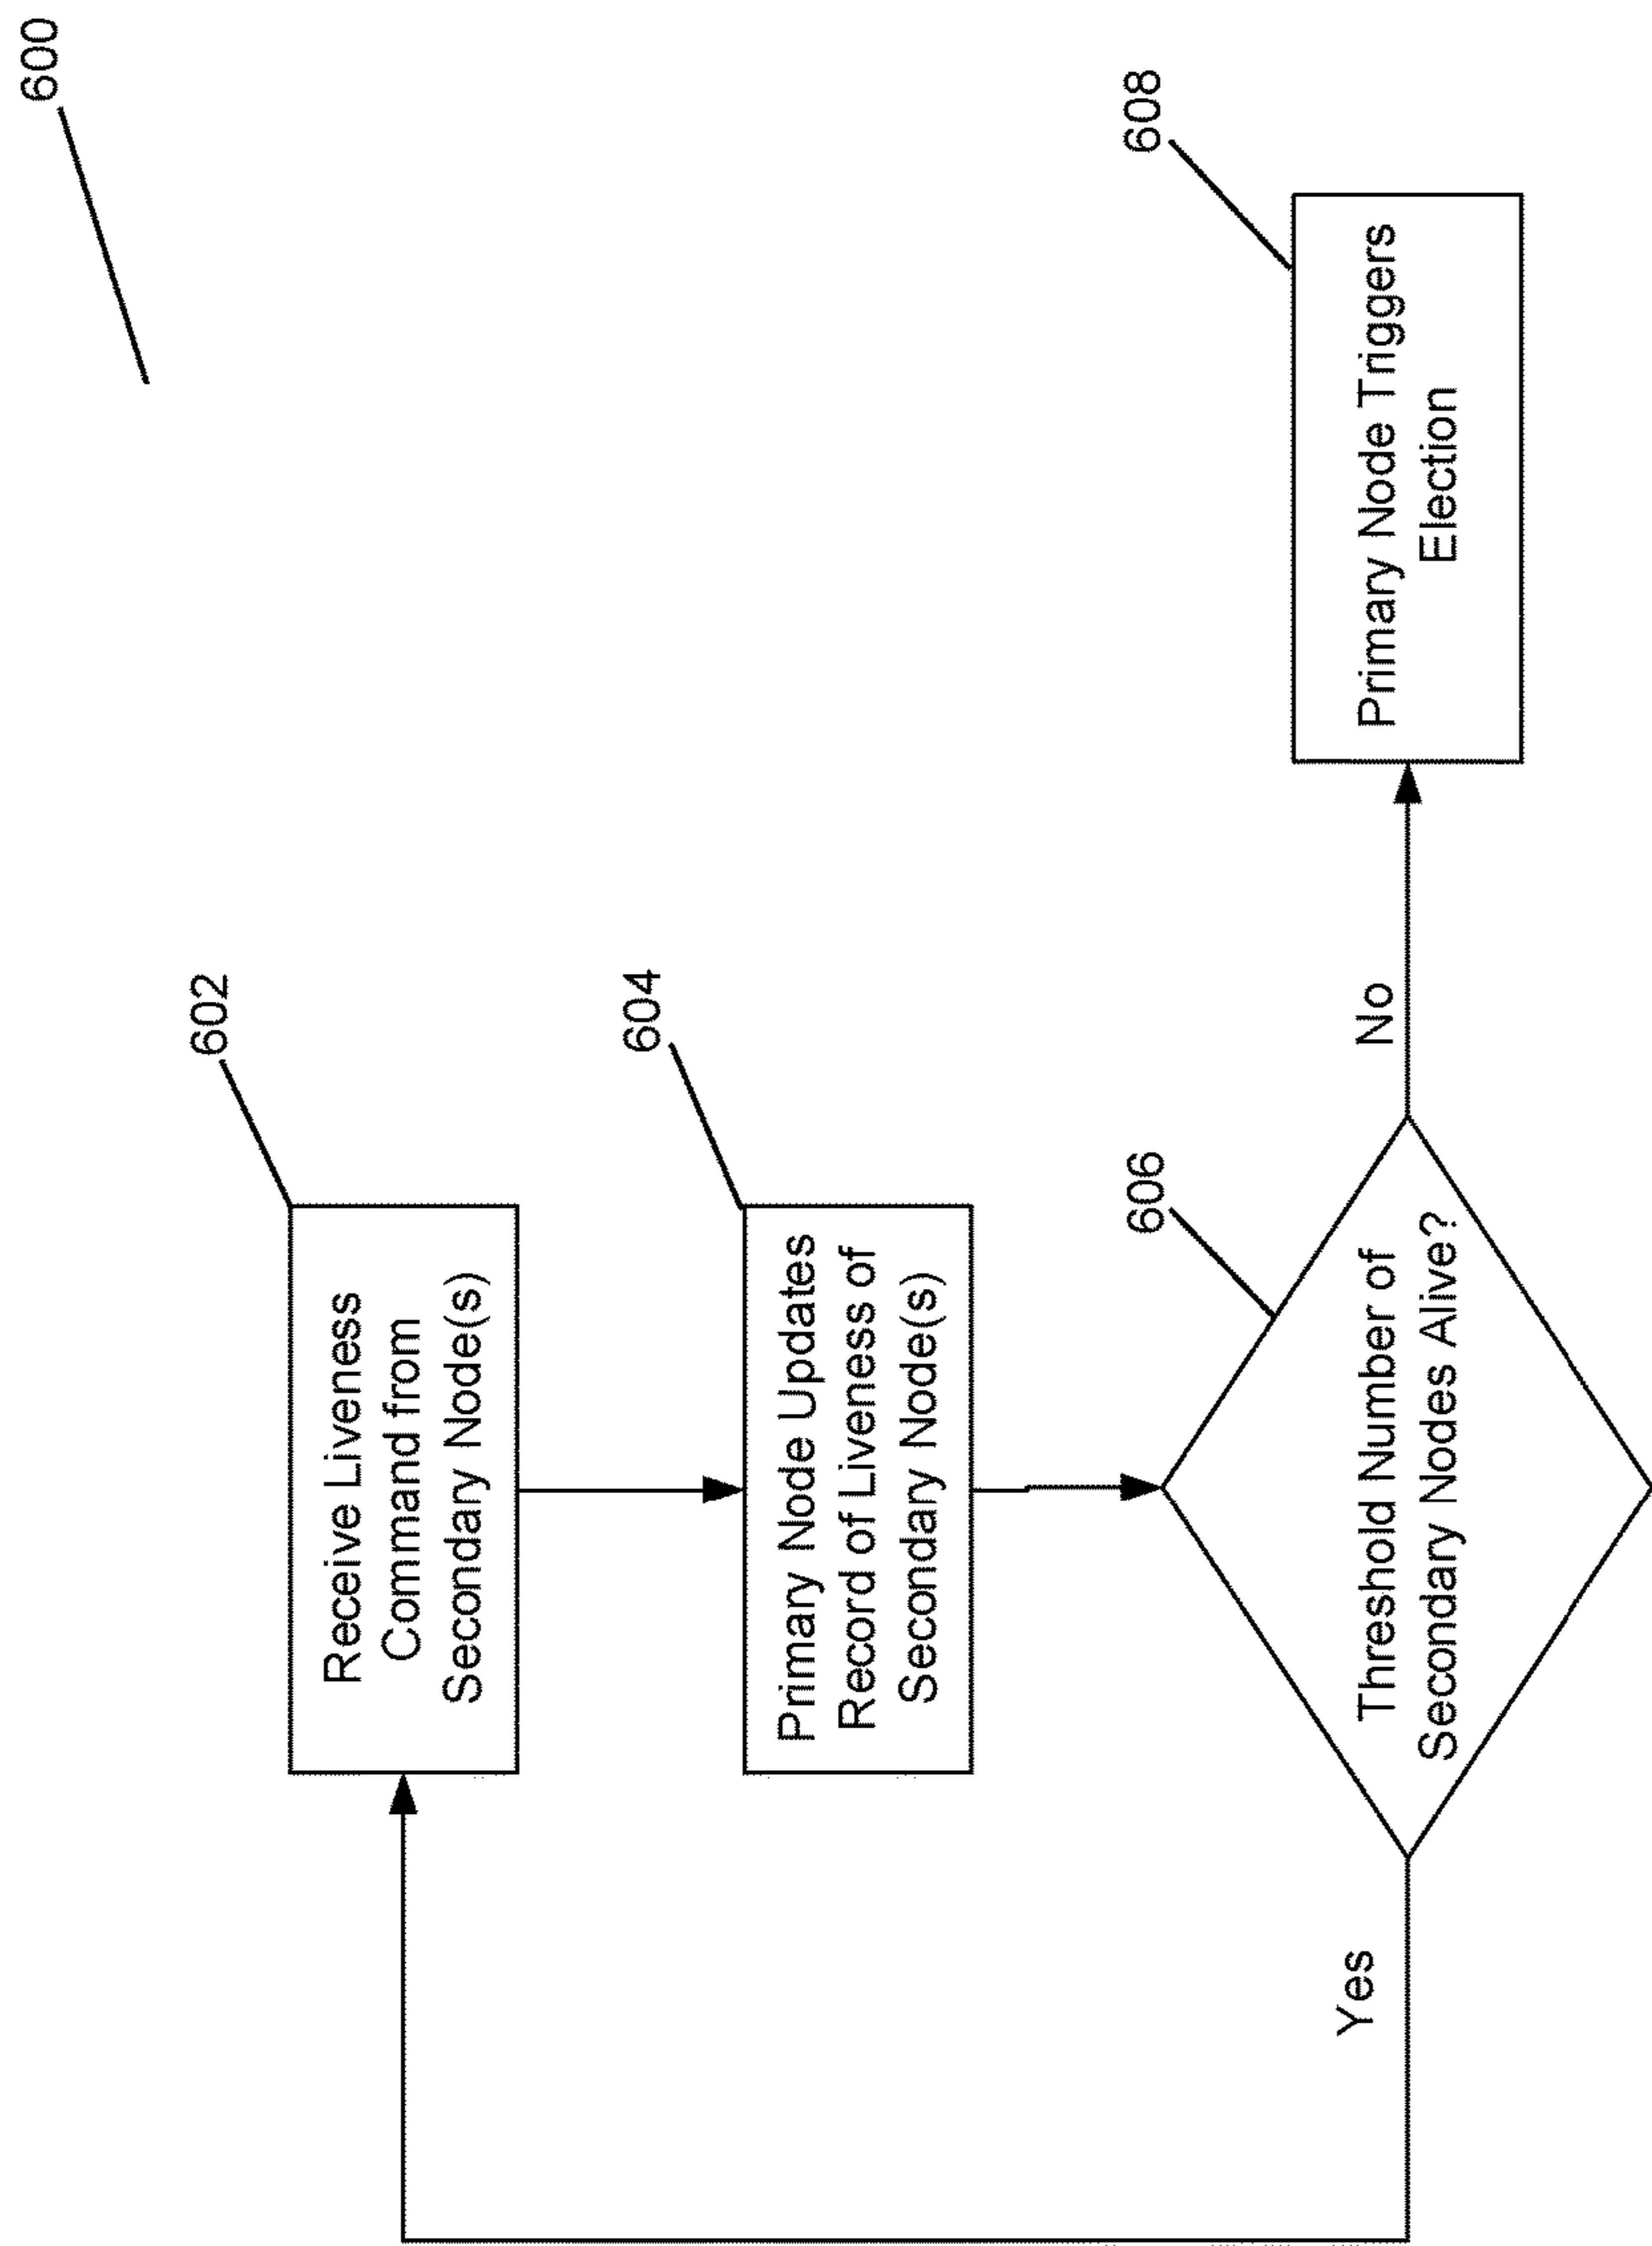 600
602
Receive Liveness
Command from
Secondary Node(s)
604
Primary Node Updates
Record of Liveness of
Secondary Node(s)
606
Threshold Number of
Secondary Nodes Alive?
Yes
No
608
Primary Node Triggers
Election